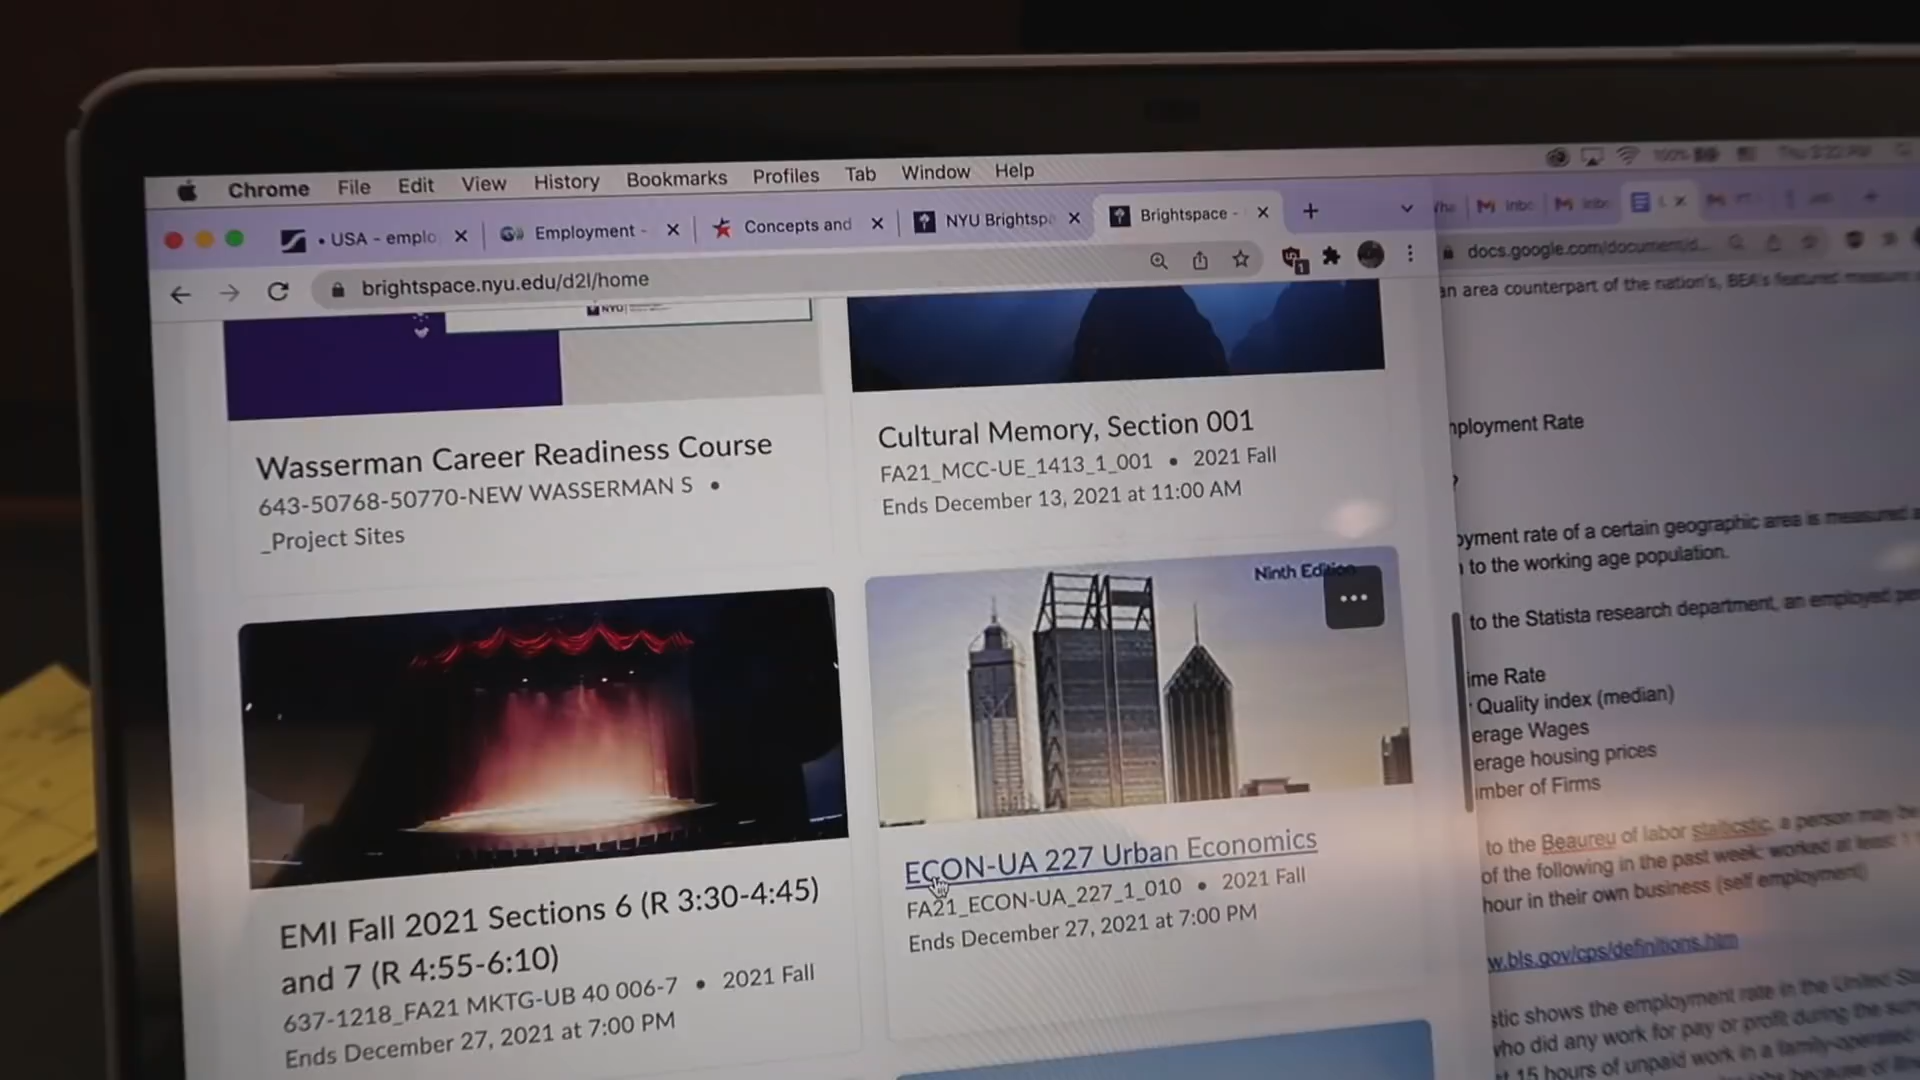 Chrome File Edit View History Bookmarks Profiles Tab Window Help
• USA - emplo
Employment -
Concepts and
NYU Brightsp
Brightspace -
Inbo
Inbo
brightspace.nyu.edu/d2l/home
docs.google.com/document/d...
NYU
Wasserman Career Readiness Course
643-50768-50770-NEW WASSERMAN S •
_Project Sites
Cultural Memory, Section 001
FA21_MCC-UE_1413_1_001 • 2021 Fall
Ends December 13, 2021 at 11:00 AM
EMI Fall 2021 Sections 6 (R 3:30-4:45)
and 7 (R 4:55-6:10)
637-1218_FA21 MKTG-UB 40 006-7 • 2021 Fall
Ends December 27, 2021 at 7:00 PM
Ninth Edition
ECON-UA 227 Urban Economics
FA21_ECON-UA_227_1_010 • 2021 Fall
Ends December 27, 2021 at 7:00 PM
an area counterpart of the nation's, BEA's featured measure
nployment Rate
?
oyment rate of a certain geographic area is measured
to the working age population.
to the Statista research department, an employed
ime Rate
Quality index (median)
erage Wages
erage housing prices
imber of Firms
to the Beaureu of labor staticstic, a person may be
of the following in the past week: worked at least 1
hour in their own business (self employment)
w.bls.gov/cps/definitions.htm
stic shows the employment rate in the United
who did any work for pay or profit during the
15 hours of unpaid work in a family-operated